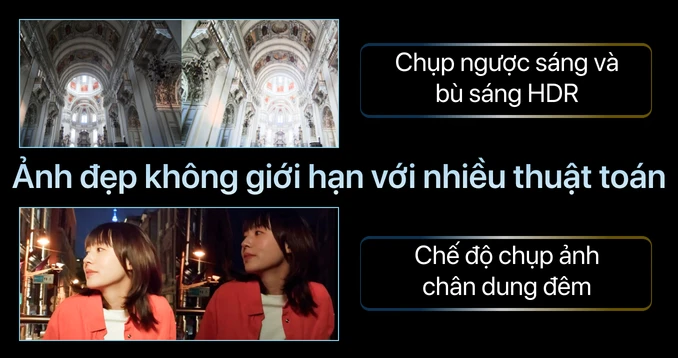 Chụp ngược sáng và
bù sáng HDR
Ảnh đẹp không giới hạn với nhiều thuật toán
Chế độ chụp ảnh
chân dung đêm